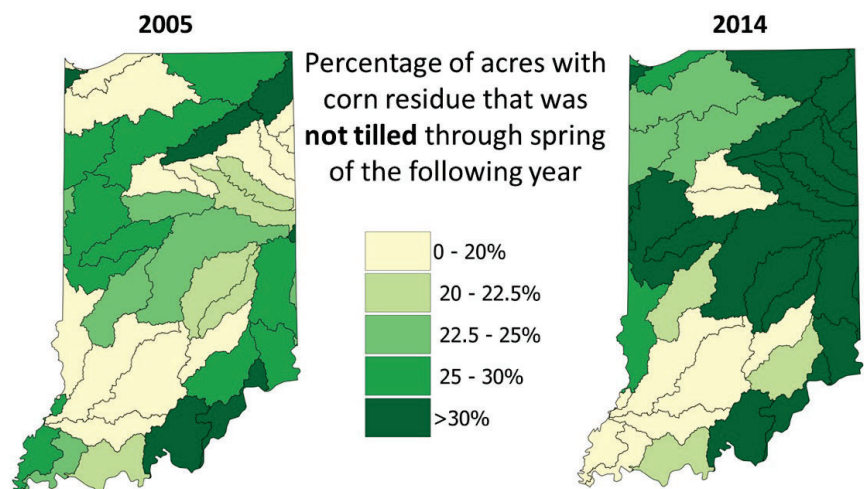 2005
2014
Percentage of acres with
corn residue that was
not tilled through spring
of the following year
0 - 20%
20 - 22.5%
22.5 - 25%
25 - 30%
>30%